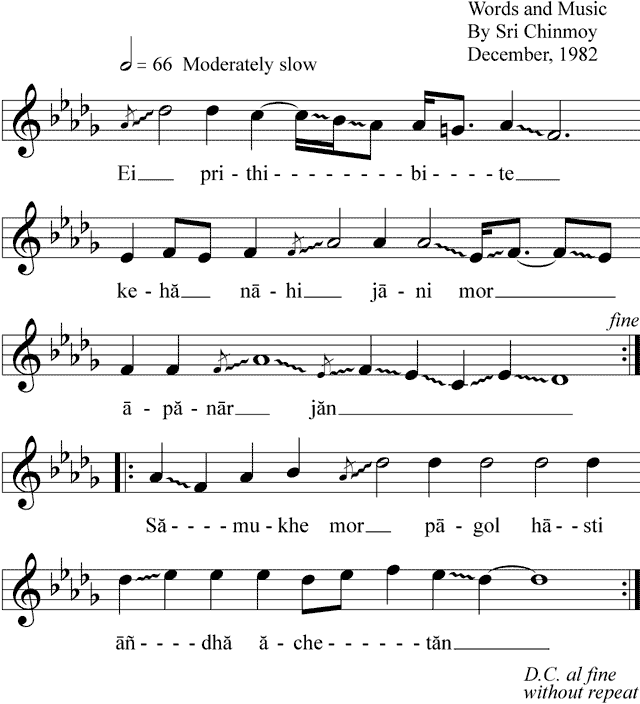 Words and Music
By Sri Chinmoy
December, 1982
= 66 Moderately slow
Ei pri-thi- - - - - - - - - bi- - - - te
ke-hă nā-hi jā-ni mor
fine
ā-pă-nār jăn
Să- - - -mu-khe mor pā-gol hā-sti
āñ- - - -dhă ă-che- - - - - -tăn
D.C. al fine
without repeat